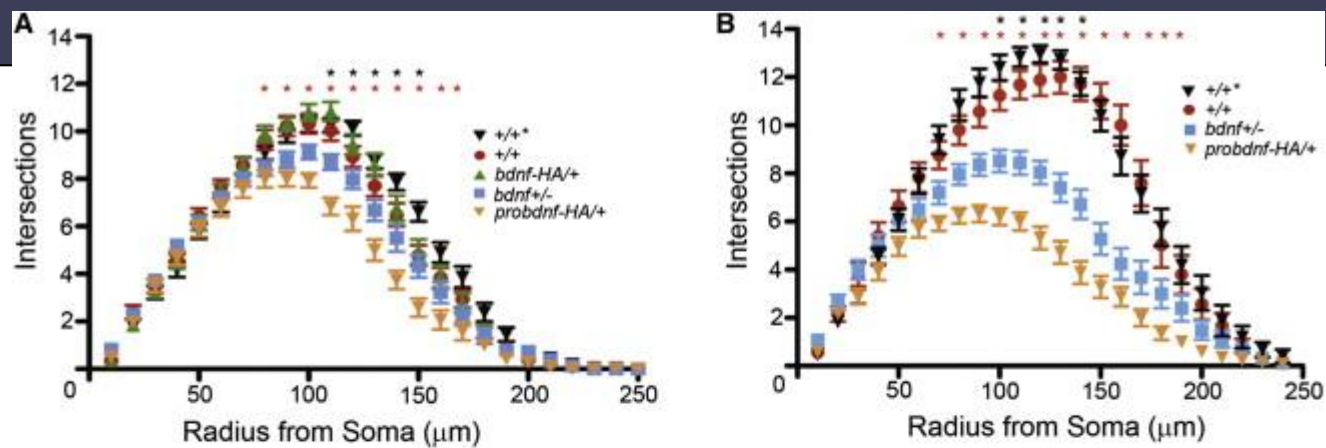 A
14
12
10
8
6
4
2
0
50
100
150
200
250
Intersections
Radius from Soma (μm)
* * * * *
* * * * * * * * * *
+/+*
+/+
bdnf-HA/+
bdnf+/-
probdnf-HA/+
B
14
12
10
8
6
4
2
0
50
100
150
200
250
Intersections
Radius from Soma (μm)
* * * * *
* * * * * * * * * * * *
+/+*
+/+
bdnf+/-
probdnf-HA/+